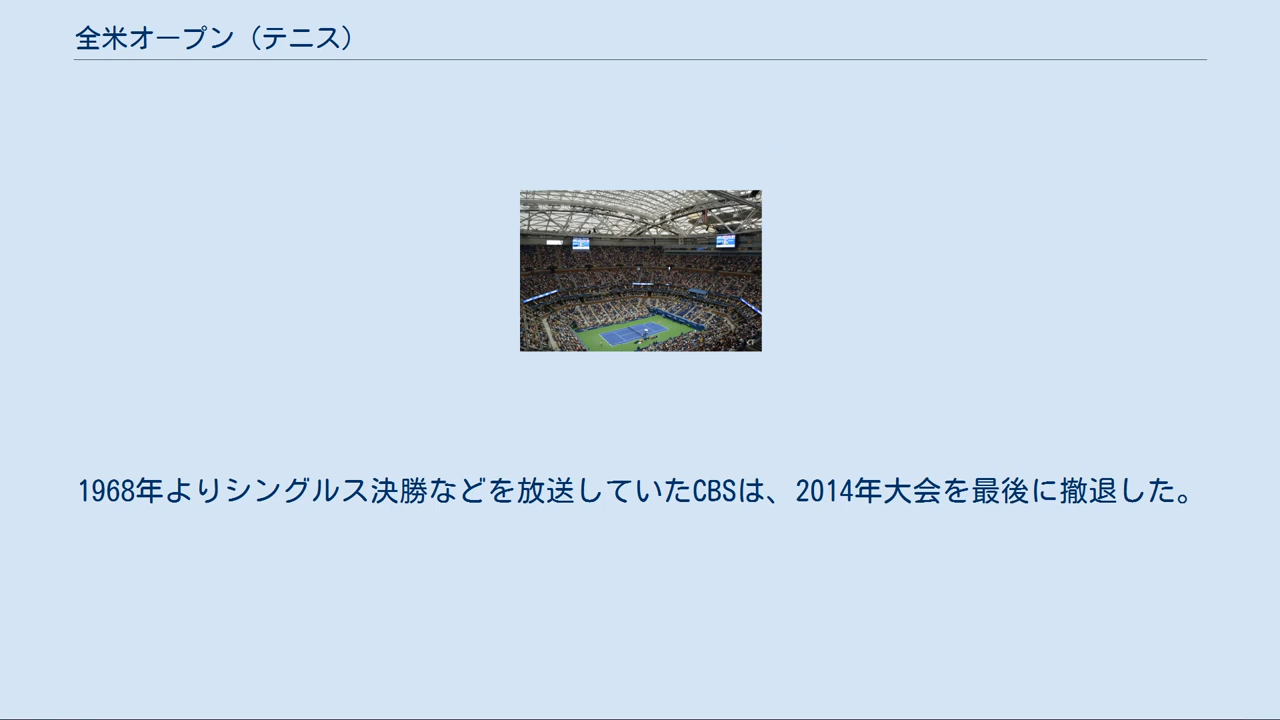 全米オープン（テニス）
1968年よりシングルス決勝などを放送していたCBSは、2014年大会を最後に撤退した。